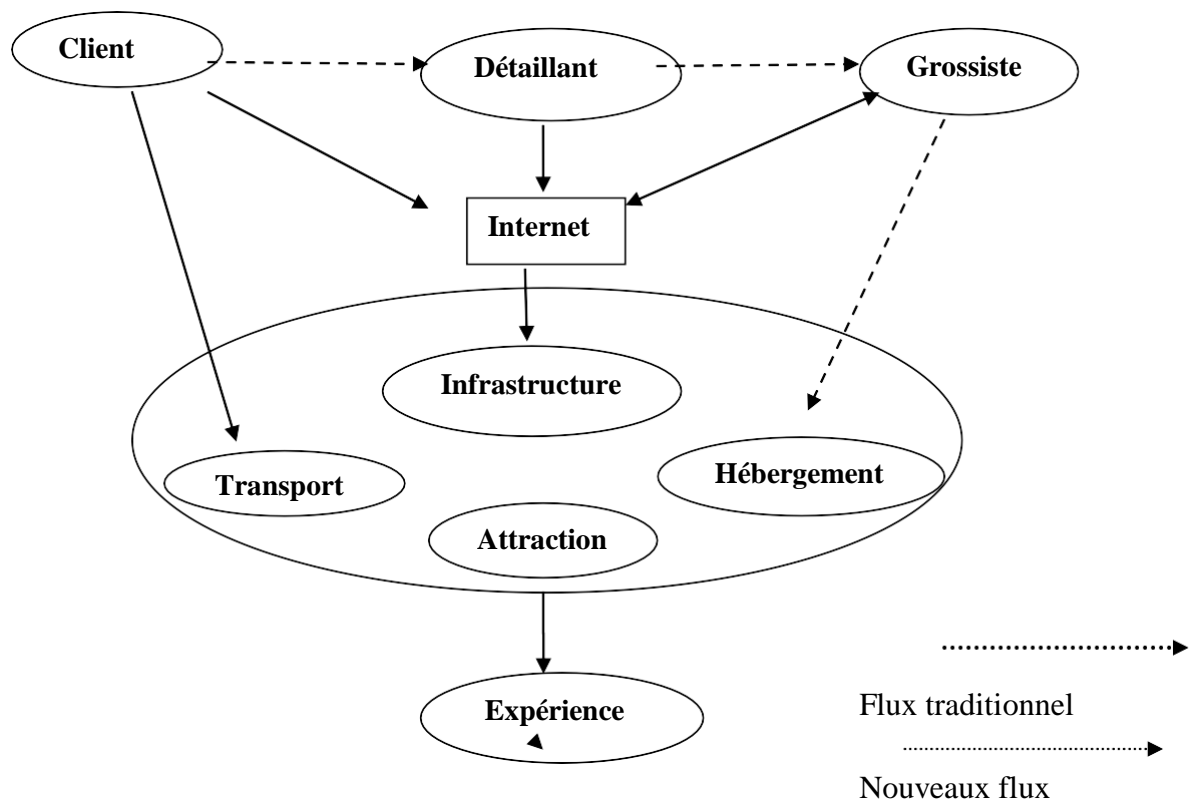 Client
Détaillant
Grossiste
Internet
Infrastructure
Transport
Hébergement
Attraction
Expérience
Flux traditionnel
Nouveaux flux